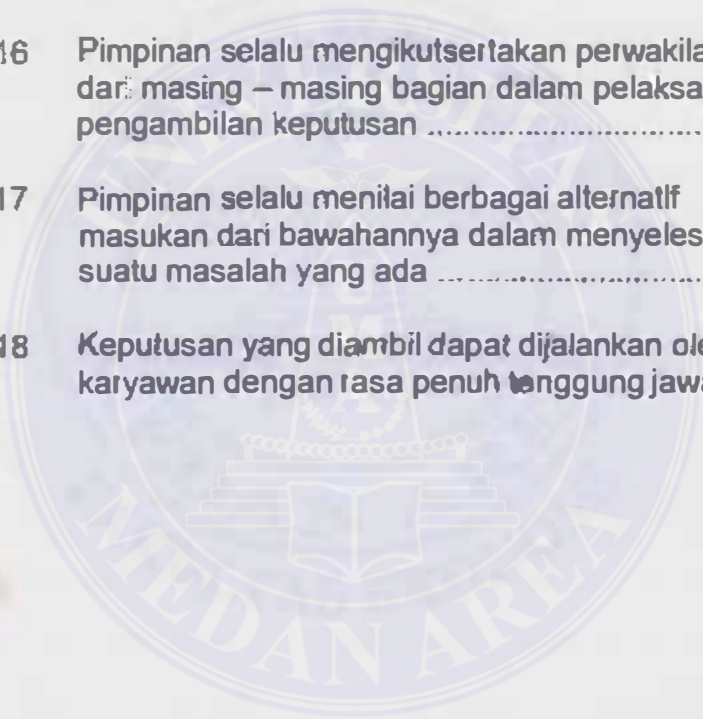 16 Pimpinan selalu mengikutsertakan perwakila
dari masing – masing bagian dalam pelaksa
pengambilan keputusan ................................
17 Pimpinan selalu menilai berbagai alternatif
masukan dari bawahannya dalam menyeles
suatu masalah yang ada ................................
18 Keputusan yang diambil dapat dijalankan ole
karyawan dengan rasa penuh tanggung jawa
UNIVERSITAS
UMA
MEDAN AREA